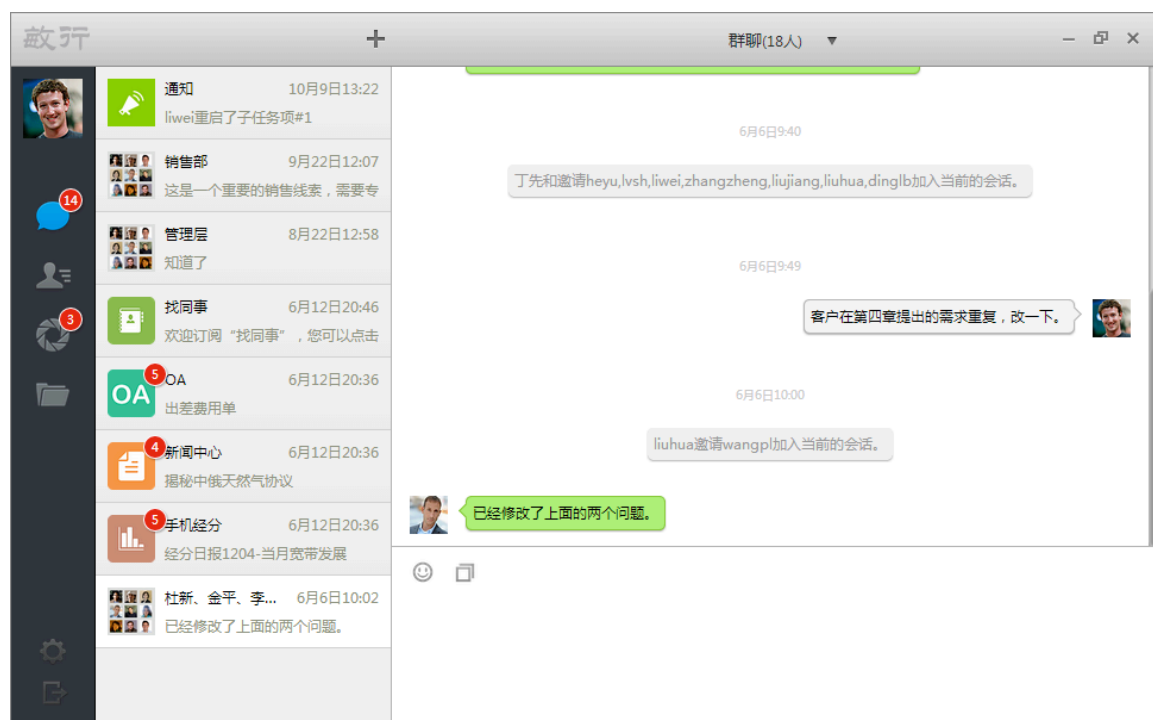 敏行
群聊(18人)
14
3
通知 10月9日13:22
liwei重启了子任务项#1
销售部 9月22日12:07
这是一个重要的销售线索，需要专
管理层 8月22日12:58
知道了
找同事 6月12日20:46
欢迎订阅“找同事”，您可以点击
OA 5 OA 6月12日20:36
出差费用单
4 新闻中心 6月12日20:36
揭秘中俄天然气协议
5 手机经分 6月12日20:36
经分日报1204-当月宽带发展
杜新、金平、李... 6月6日10:02
已经修改了上面的两个问题。
6月6日9:40
丁先和邀请heyu,lvsh,liwei,zhangzheng,liujiang,liuhua,dinglb加入当前的会话。
6月6日9:49
客户在第四章提出的需求重复，改一下。
6月6日10:00
liuhua邀请wangpl加入当前的会话。
已经修改了上面的两个问题。